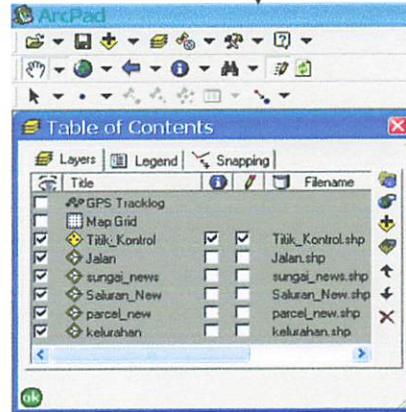 ArcPad
Table of Contents
Layers Legend Snapping
Title Filename
GPS Tracklog
Map Grid
Titik_Kontrol Titik_Kontrol.shp
Jalan Jalan.shp
sungai_news sungai_news.shp
Saluran_New Saluran_New.shp
parcel_new parcel_new.shp
kelurahan kelurahan.shp
ok